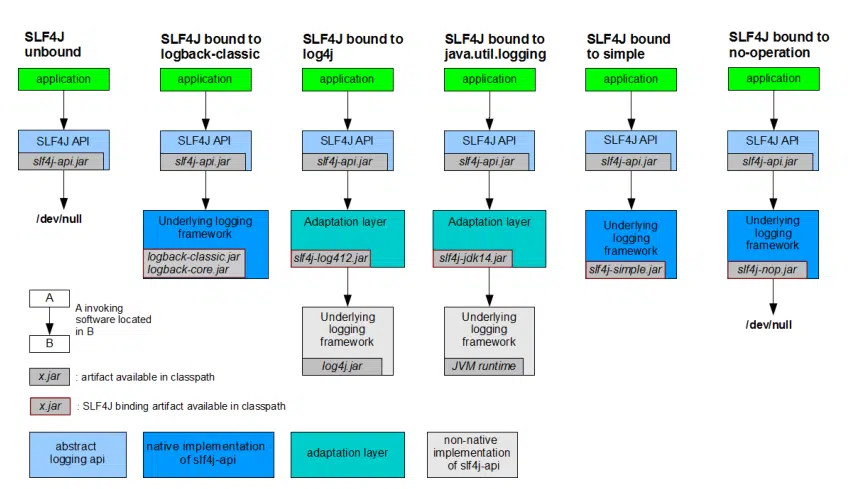 SLF4J
unbound
application
SLF4J API
slf4j-api.jar
/dev/null
SLF4J bound to
logback-classic
application
SLF4J API
slf4j-api.jar
Underlying logging
framework
logback-classic.jar
logback-core.jar
SLF4J bound to
log4j
application
SLF4J API
slf4j-api.jar
Adaptation layer
slf4j-log412.jar
Underlying
logging
framework
log4j.jar
SLF4J bound to
java.util.logging
application
SLF4J API
slf4j-api.jar
Adaptation layer
slf4j-jdk14.jar
Underlying
logging
framework
JVM runtime
SLF4J bound
to simple
application
SLF4J API
slf4j-api.jar
Underlying
logging
framework
slf4j-simple.jar
SLF4J bound to
no-operation
application
SLF4J API
slf4j-api.jar
Underlying
logging
framework
slf4j-nop.jar
/dev/null
A
B
A invoking
software located
in B
x.jar
: artifact available in classpath
x.jar
: SLF4J binding artifact available in classpath
abstract
logging api
native implementation
of slf4j-api
adaptation layer
non-native
implementation
of slf4j-api